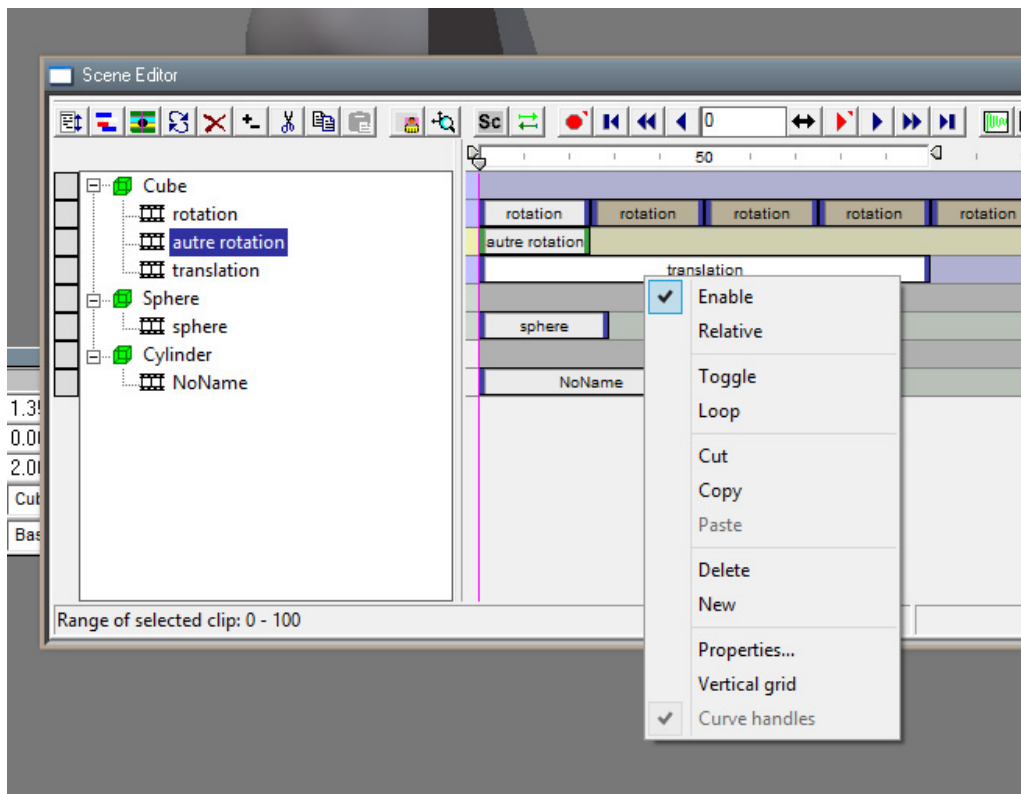 Scene Editor
Sc
0
50
Cube
rotation
rotation rotation rotation rotation rotation
autre rotation
autre rotation
translation
translation
Sphere
sphere
sphere
Cylinder
NoName
NoName
Enable
Relative
Toggle
Loop
Cut
Copy
Paste
Delete
New
Properties...
Vertical grid
Curve handles
Range of selected clip: 0 - 100